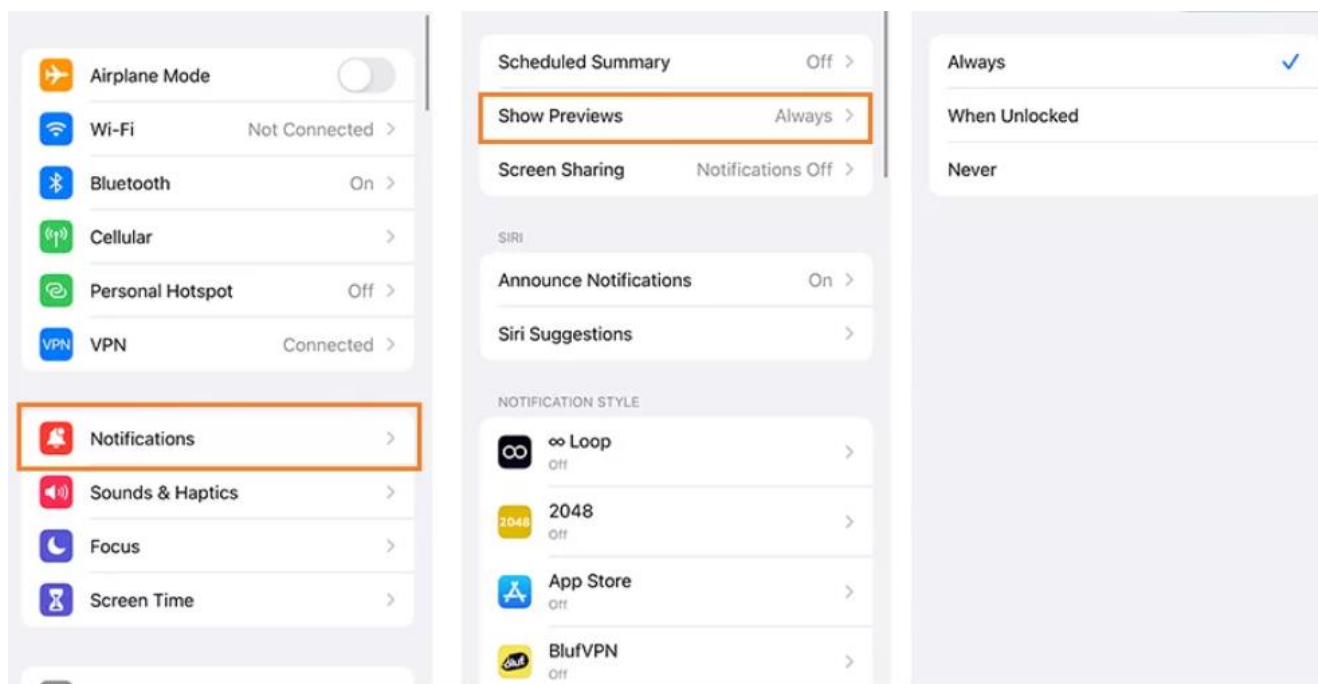 Airplane Mode
Wi-Fi Not Connected
Bluetooth On
Cellular
Personal Hotspot Off
VPN VPN Connected
Notifications
Sounds & Haptics
Focus
Screen Time
Scheduled Summary Off
Show Previews Always
Screen Sharing Notifications Off
SIRI
Announce Notifications On
Siri Suggestions
NOTIFICATION STYLE
∞ Loop
Off
2048 2048
Off
App Store
Off
bluf BlufVPN
Off
Always
When Unlocked
Never